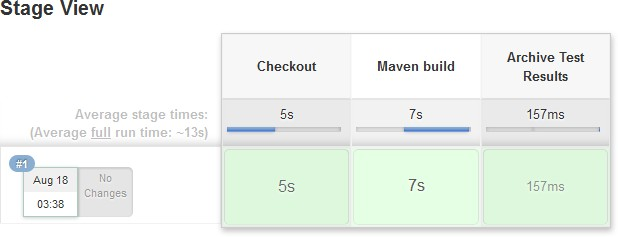 Stage View
Checkout
Maven build
Archive Test
Results
Average stage times:
(Average full run time: ~13s)
5s
7s
157ms
#1
Aug 18
03:38
No
Changes
5s
7s
157ms